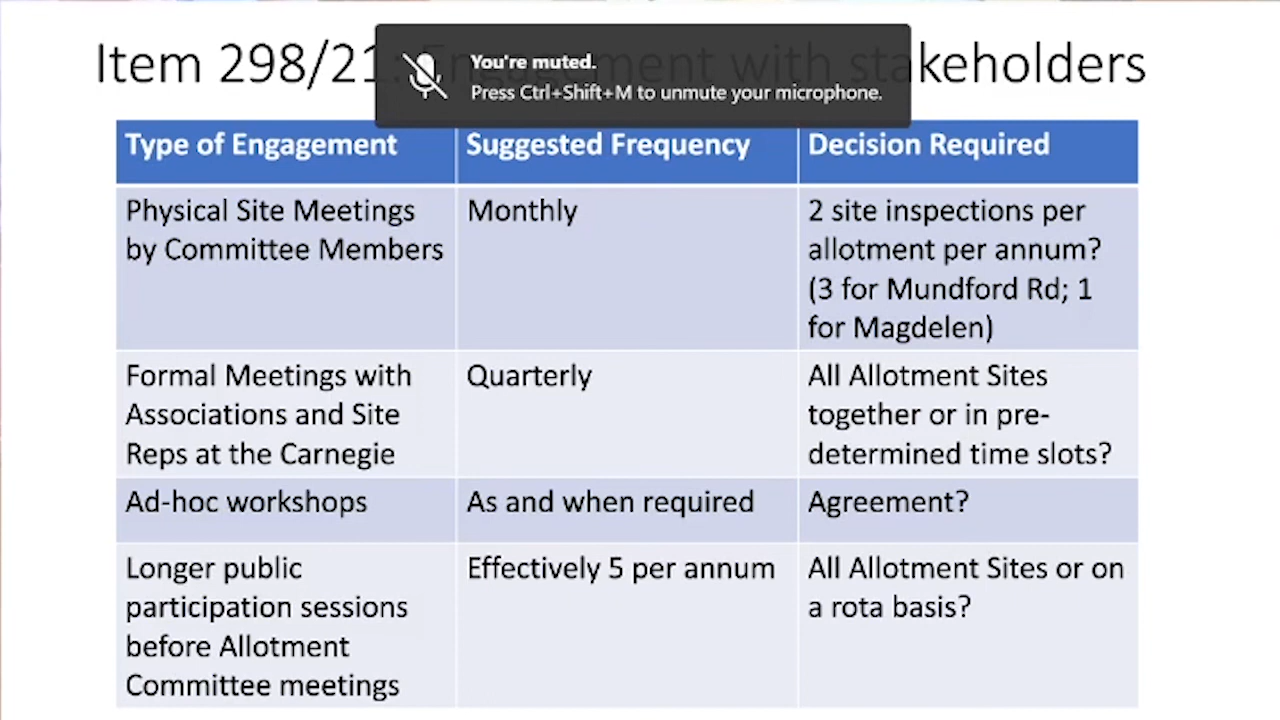 Item 298/21: Engagement with stakeholders
You're muted.
Press Ctrl+Shift+M to unmute your microphone.
Type of Engagement
Suggested Frequency
Decision Required
Physical Site Meetings
by Committee Members
Monthly
2 site inspections per
allotment per annum?
(3 for Mundford Rd; 1
for Magdelen)
Formal Meetings with
Associations and Site
Reps at the Carnegie
Quarterly
All Allotment Sites
together or in pre-
determined time slots?
Ad-hoc workshops
As and when required
Agreement?
Longer public
participation sessions
before Allotment
Committee meetings
Effectively 5 per annum
All Allotment Sites or on
a rota basis?